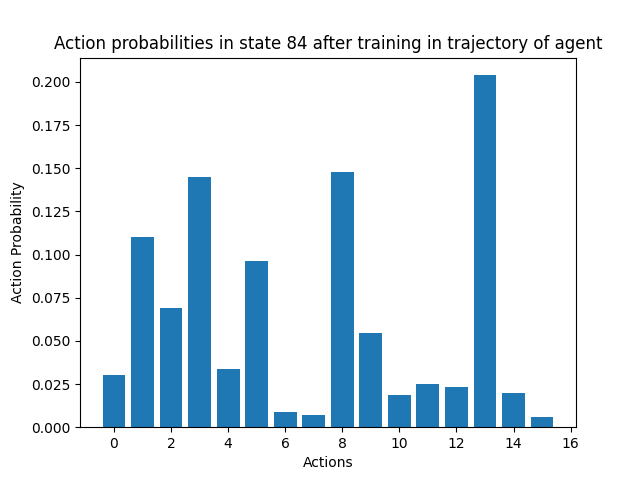 Action probabilities in state 84 after training in trajectory of agent
0.200
0.175
0.150
0.125
0.100
0.075
0.050
0.025
0.000
Action Probability
0 2 4 6 8 10 12 14 16
Actions